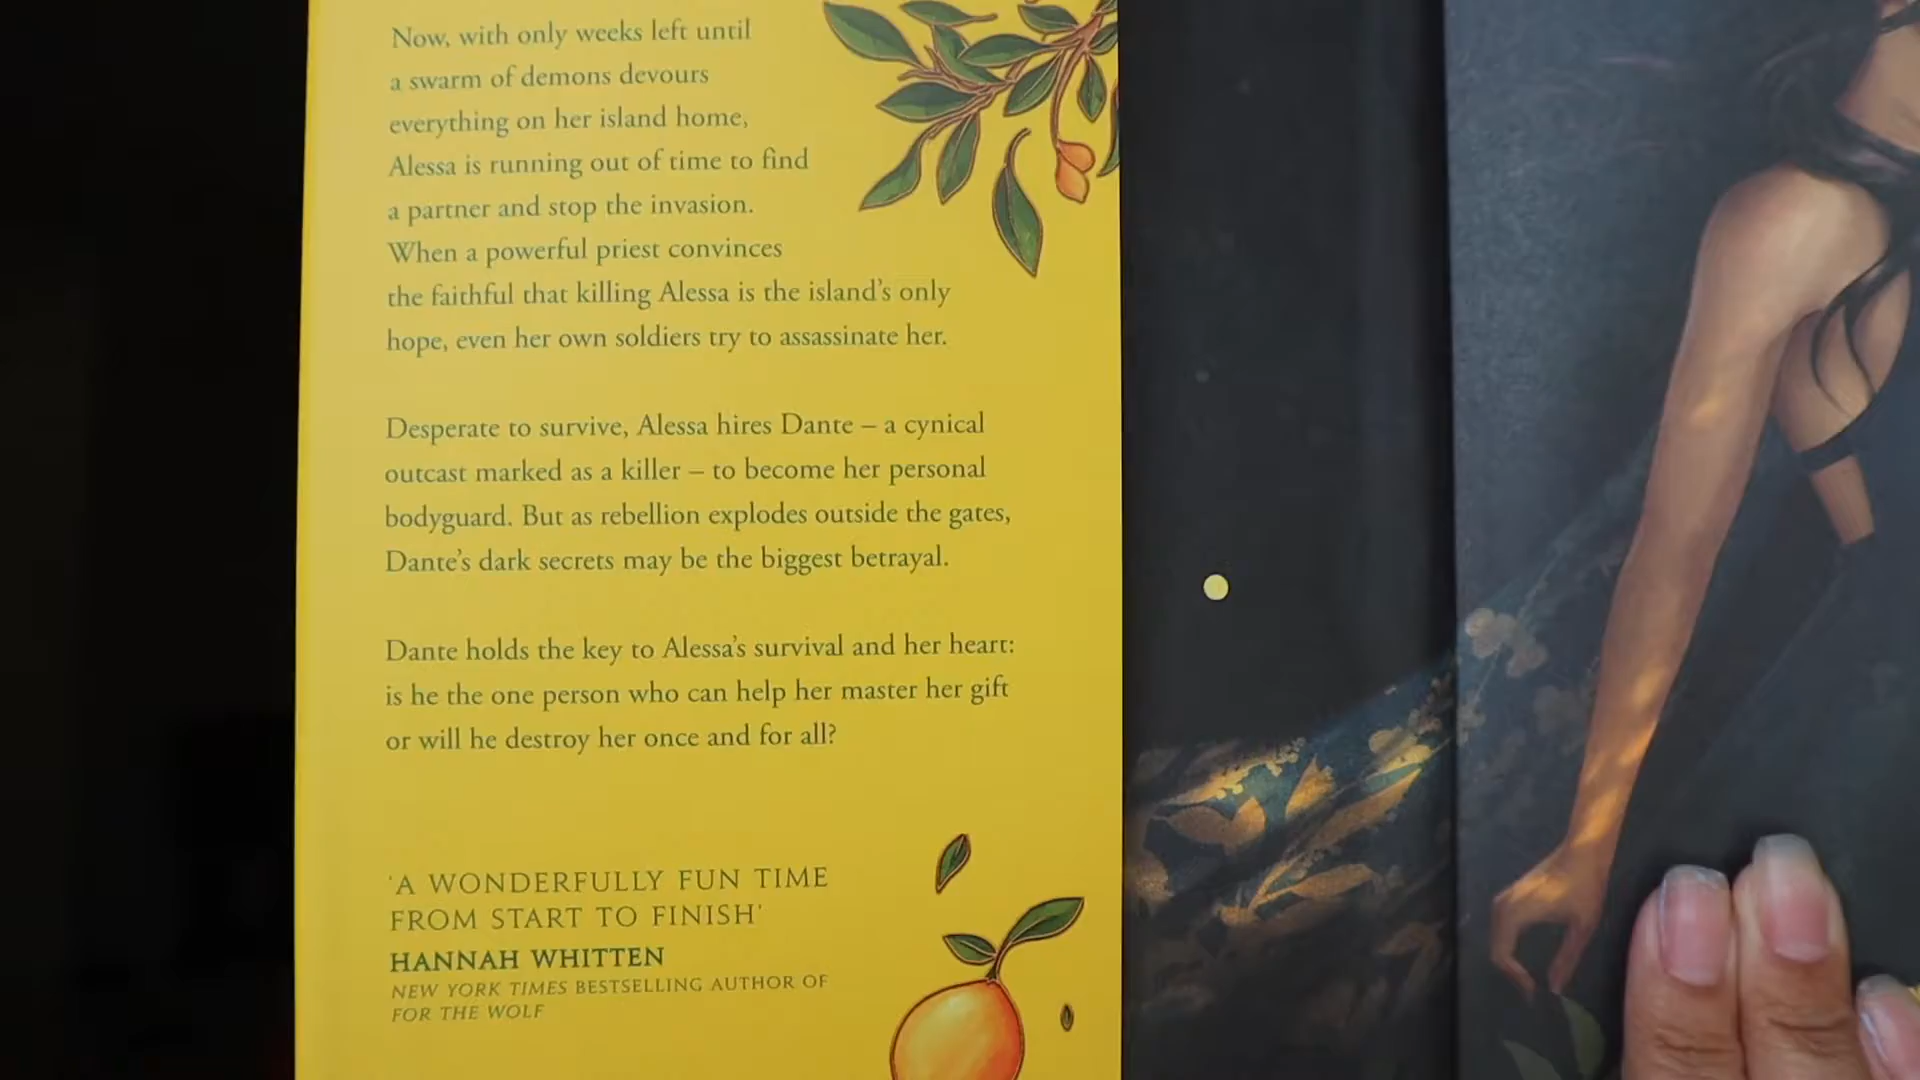 Now, with only weeks left until
a swarm of demons devours
everything on her island home,
Alessa is running out of time to find
a partner and stop the invasion.
When a powerful priest convinces
the faithful that killing Alessa is the island’s only
hope, even her own soldiers try to assassinate her.
Desperate to survive, Alessa hires Dante – a cynical
outcast marked as a killer – to become her personal
bodyguard. But as rebellion explodes outside the gates,
Dante’s dark secrets may be the biggest betrayal.
Dante holds the key to Alessa’s survival and her heart:
is he the one person who can help her master her gift
or will he destroy her once and for all?
‘A WONDERFULLY FUN TIME
FROM START TO FINISH’
HANNAH WHITTEN
NEW YORK TIMES BESTSELLING AUTHOR OF
FOR THE WOLF